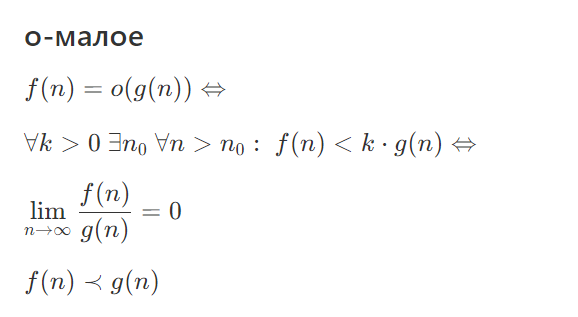 о-малое
f(n) = o(g(n)) ⇔
∀k > 0 ∃n₀ ∀n > n₀ : f(n) < k · g(n) ⇔
lim_{n→∞} f(n)/g(n) = 0
f(n) ≺ g(n)